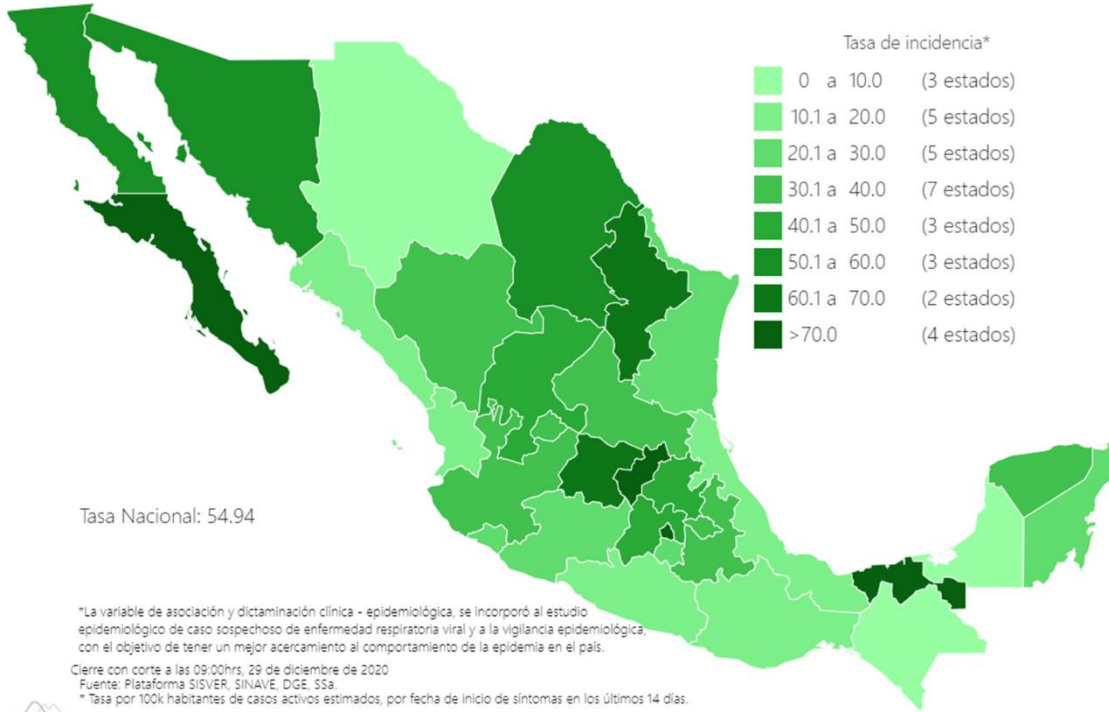 Tasa de incidencia*
0 a 10.0 (3 estados)
10.1 a 20.0 (5 estados)
20.1 a 30.0 (5 estados)
30.1 a 40.0 (7 estados)
40.1 a 50.0 (3 estados)
50.1 a 60.0 (3 estados)
60.1 a 70.0 (2 estados)
>70.0 (4 estados)
Tasa Nacional: 54.94
*La variable de asociación y dictaminación clínica - epidemiológica, se incorporó al estudio
epidemiológico de caso sospechoso de enfermedad respiratoria viral y a la vigilancia epidemiológica,
con el objetivo de tener un mejor acercamiento al comportamiento de la epidemia en el país.
Cierre con corte a las 09:00hrs, 29 de diciembre de 2020
Fuente: Plataforma SISVER, SINAVE, DGE, SSa.
* Tasa por 100k habitantes de casos activos estimados, por fecha de inicio de síntomas en los últimos 14 días.